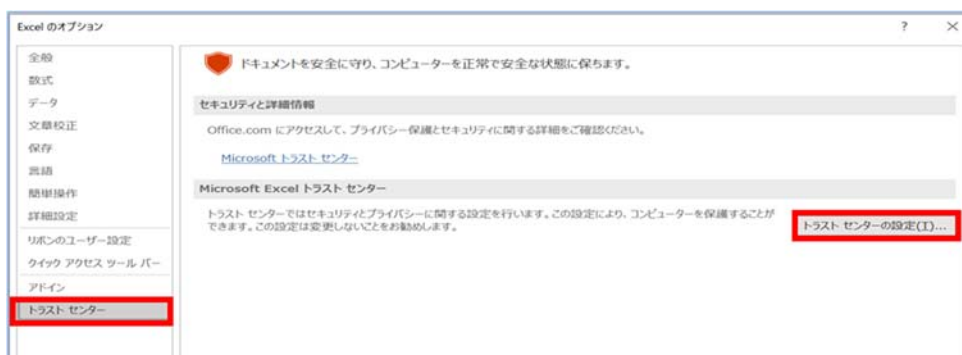 Excel のオプション
? ×
全般
数式
データ
文章校正
保存
言語
簡単操作
詳細設定
リボンのユーザー設定
クイック アクセス ツール バー
アドイン
トラスト センター
ドキュメントを安全に守り、コンピューターを正常で安全な状態に保ちます。
セキュリティと詳細情報
Office.com にアクセスして、プライバシー保護とセキュリティに関する詳細をご確認ください。
Microsoft トラスト センター
Microsoft Excel トラスト センター
トラスト センターではセキュリティとプライバシーに関する設定を行います。この設定により、コンピューターを保護することが
できます。この設定は変更しないことをお勧めします。
トラスト センターの設定(T)...